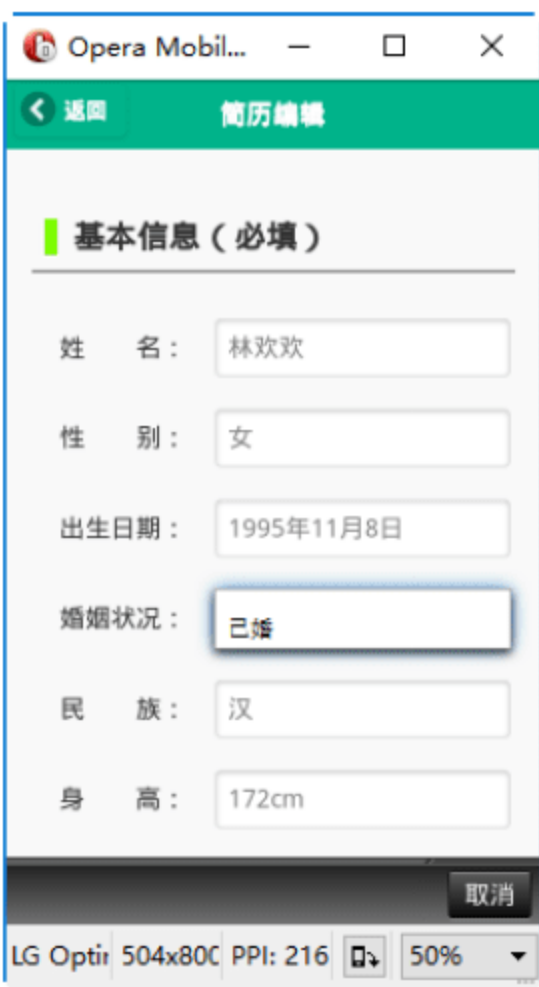 Opera Mobil...
返回 简历编辑
基本信息（必填）
姓 名： 林欢欢
性 别： 女
出生日期： 1995年11月8日
婚姻状况： 已婚
民 族： 汉
身 高： 172cm
取消
LG Optir 504x800 PPI: 216 50%